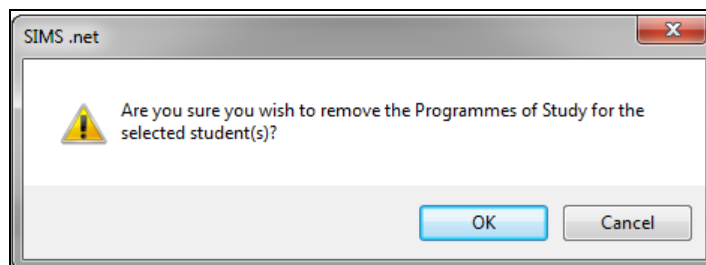 SIMS .net
Are you sure you wish to remove the Programmes of Study for the
selected student(s)?
OK
Cancel